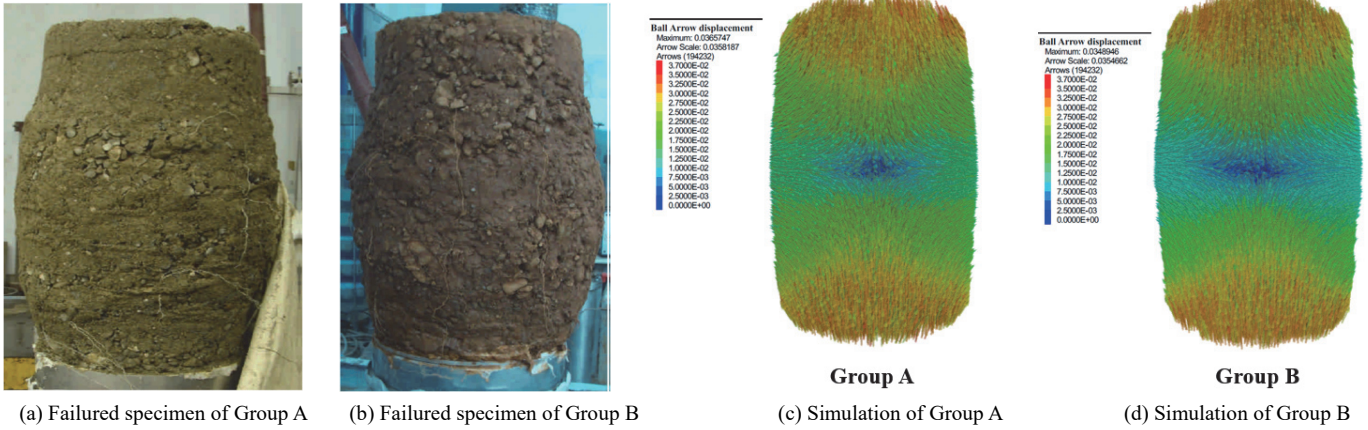 Ball Arrow displacement
Maximum: 0.0365747
Arrow Scale: 0.0358187
Arrows (194232)
3.7000E-02
3.5000E-02
3.2500E-02
3.0000E-02
2.7500E-02
2.5000E-02
2.2500E-02
2.0000E-02
1.7500E-02
1.5000E-02
1.2500E-02
1.0000E-02
7.5000E-03
5.0000E-03
2.5000E-03
0.0000E+00
Group A
Ball Arrow displacement
Maximum: 0.0348946
Arrow Scale: 0.0354662
Arrows (194232)
3.7000E-02
3.5000E-02
3.2500E-02
3.0000E-02
2.7500E-02
2.5000E-02
2.2500E-02
2.0000E-02
1.7500E-02
1.5000E-02
1.2500E-02
1.0000E-02
7.5000E-03
5.0000E-03
2.5000E-03
0.0000E+00
Group B
(a) Failured specimen of Group A
(b) Failured specimen of Group B
(c) Simulation of Group A
(d) Simulation of Group B